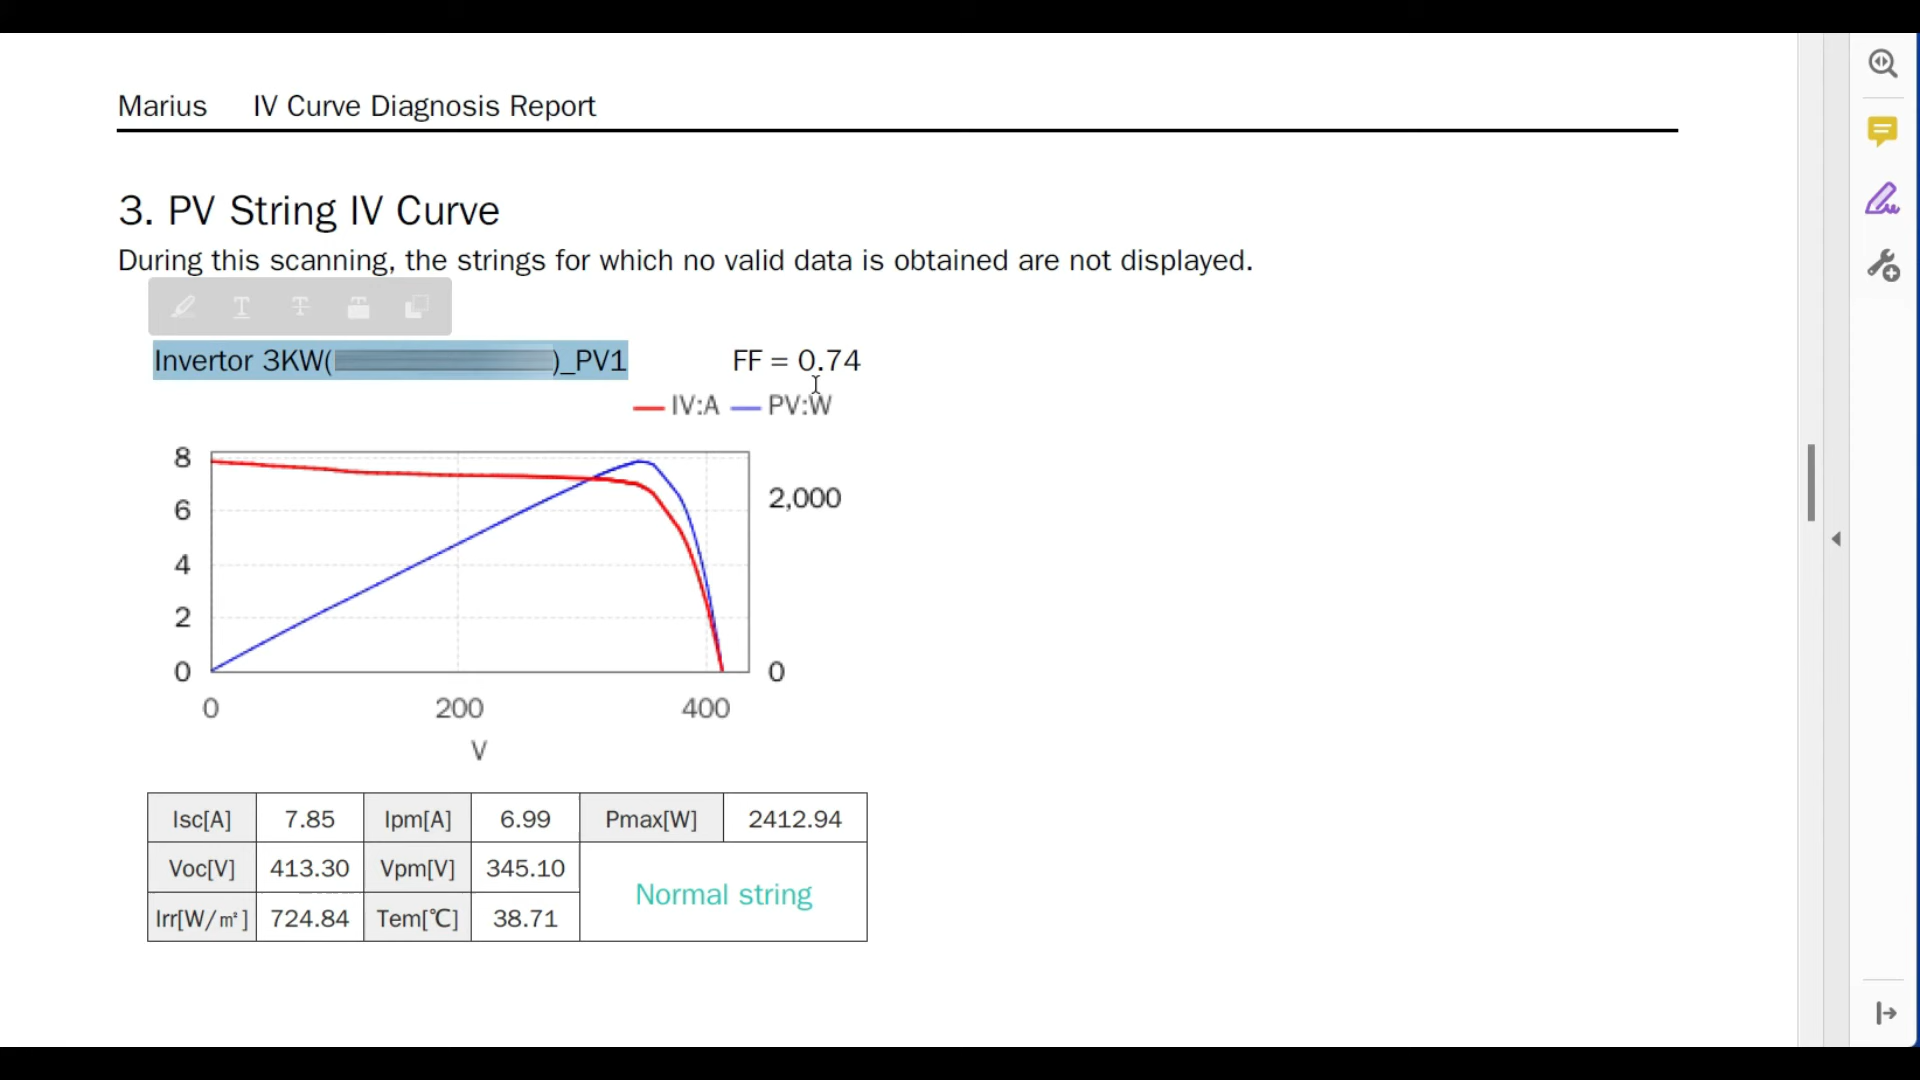 Marius IV Curve Diagnosis Report
3. PV String IV Curve
During this scanning, the strings for which no valid data is obtained are not displayed.
Invertor 3KW( )_PV1 FF = 0.74
IV:A PV:W
8
6
4
2
0
2,000
0
0 200 400
V
Isc[A] 7.85 Ipm[A] 6.99 Pmax[W] 2412.94
Voc[V] 413.30 Vpm[V] 345.10
Normal string
Irr[W/㎡] 724.84 Tem[℃] 38.71